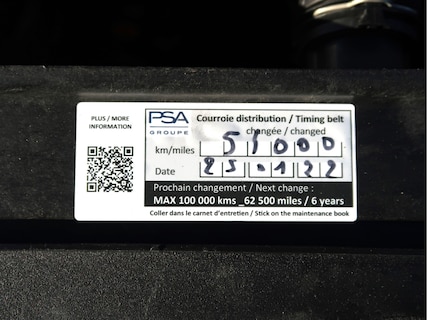 PLUS / MORE
INFORMATION
PSA
GROUPE
Courroie distribution / Timing belt
changée / changed
km/miles 51000
Date 25 01 22
Prochain changement / Next change :
MAX 100 000 kms _62 500 miles / 6 years
Coller dans le carnet d'entretien / Stick on the maintenance book